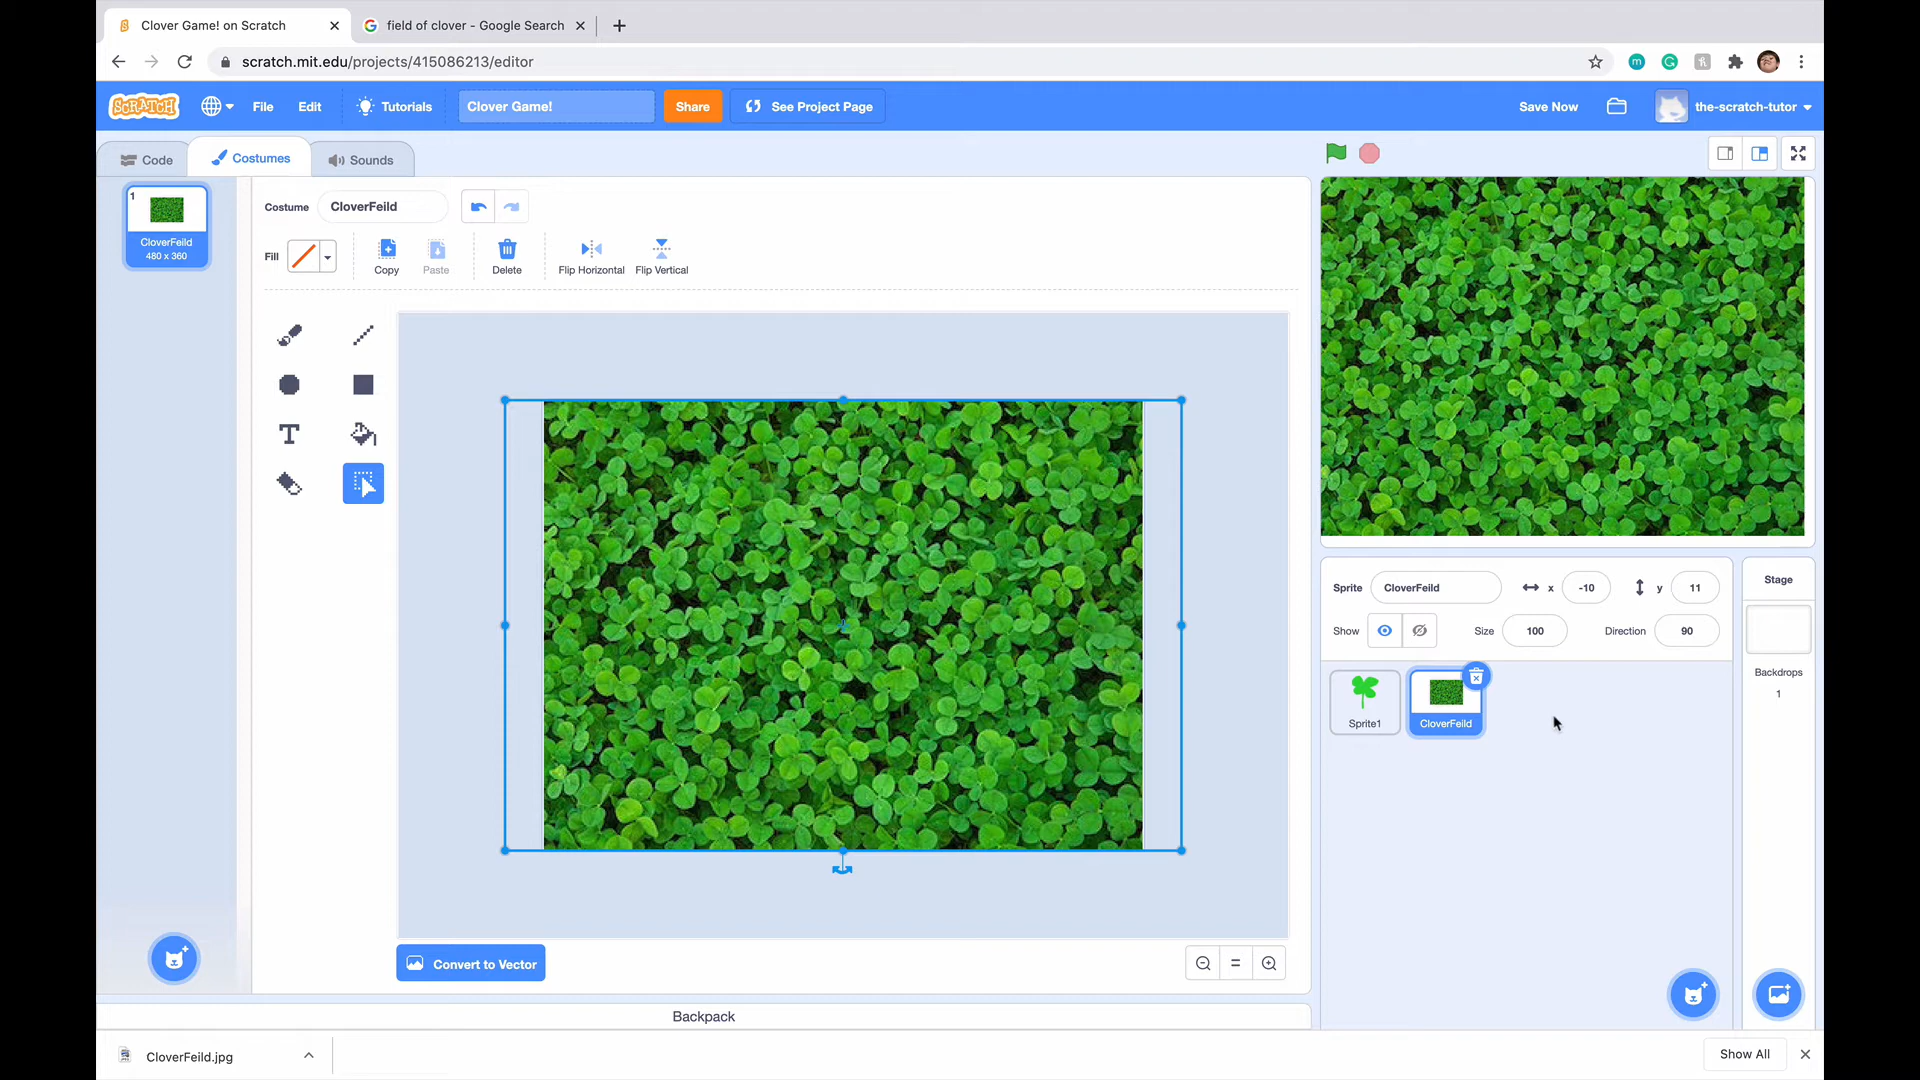 Clover Game! on Scratch
field of clover - Google Search
scratch.mit.edu/projects/415086213/editor
SCRATCH
File
Edit
Tutorials
Clover Game!
Share
See Project Page
Save Now
the-scratch-tutor
Code
Costumes
Sounds
1
CloverFeild
480 x 360
Costume
CloverFeild
Fill
Copy
Paste
Delete
Flip Horizontal
Flip Vertical
T
Convert to Vector
Backpack
Sprite
CloverFeild
x
-10
y
11
Show
Size
100
Direction
90
Sprite1
CloverFeild
Stage
Backdrops
1
CloverFeild.jpg
Show All